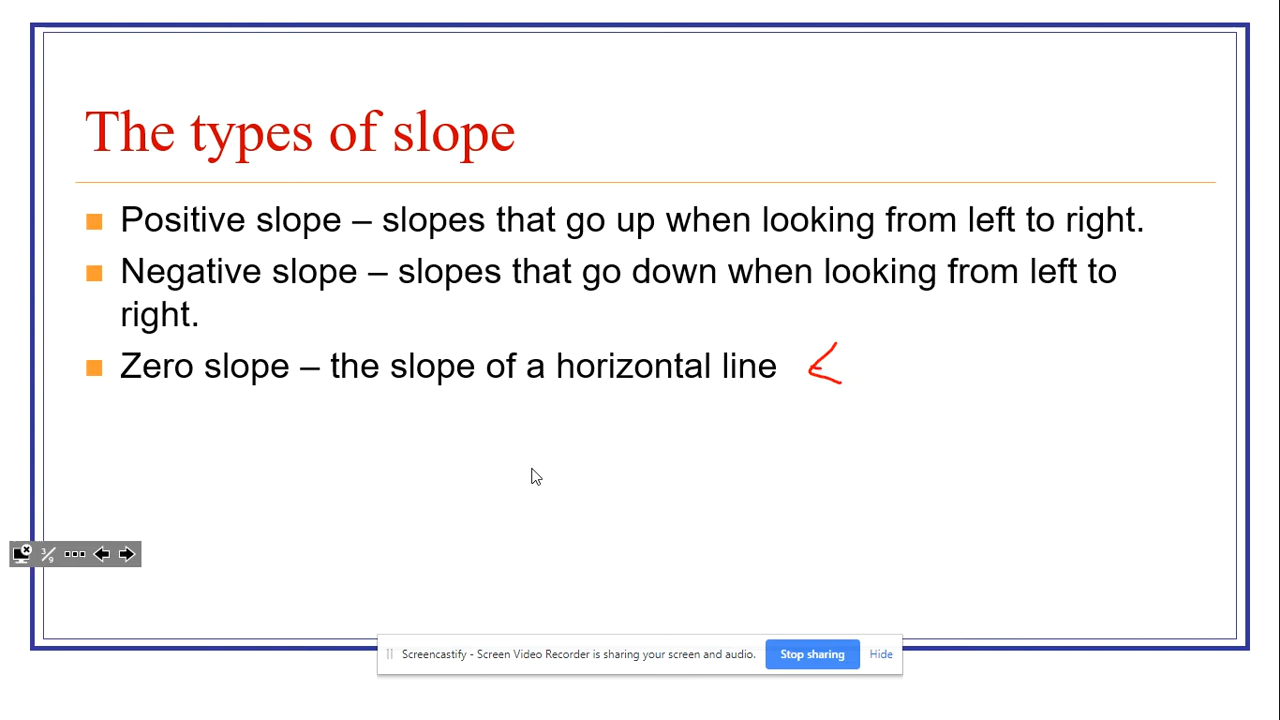 The types of slope
Positive slope – slopes that go up when looking from left to right.
Negative slope – slopes that go down when looking from left to
right.
Zero slope – the slope of a horizontal line
3/9
Screencastify - Screen Video Recorder is sharing your screen and audio. Stop sharing Hide